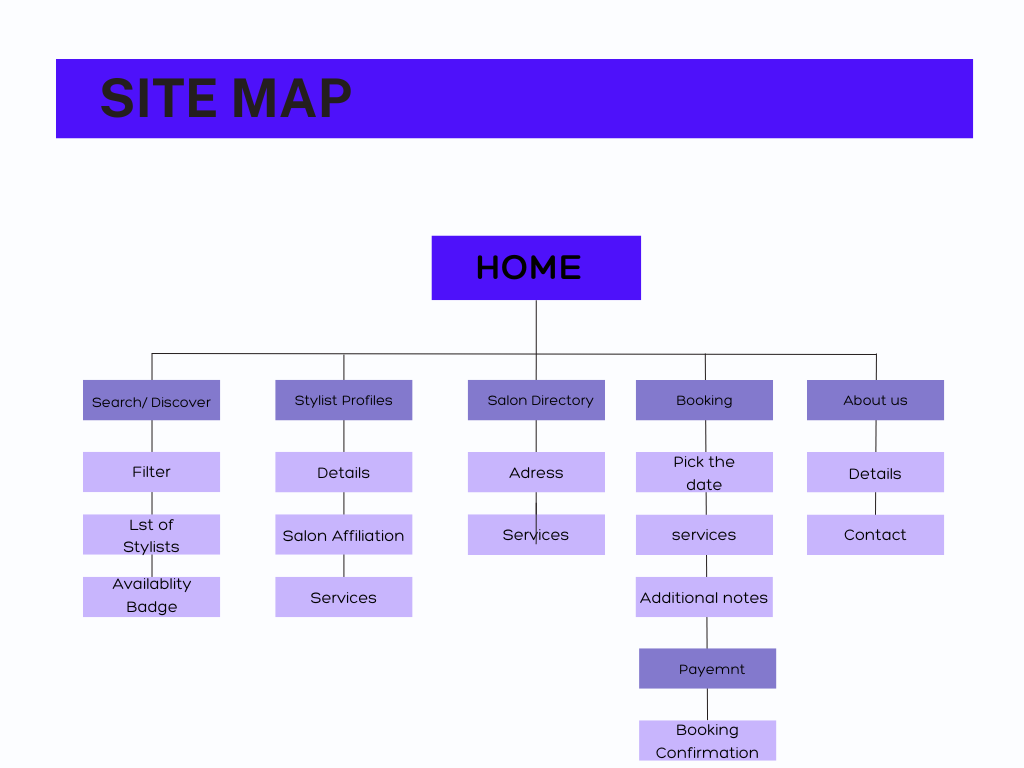 SITE MAP
HOME
Search/ Discover
Stylist Profiles
Salon Directory
Booking
About us
Filter
Details
Adress
Pick the
date
Details
Lst of
Stylists
Salon Affiliation
Services
services
Contact
Availablity
Badge
Services
Additional notes
Payemnt
Booking
Confirmation